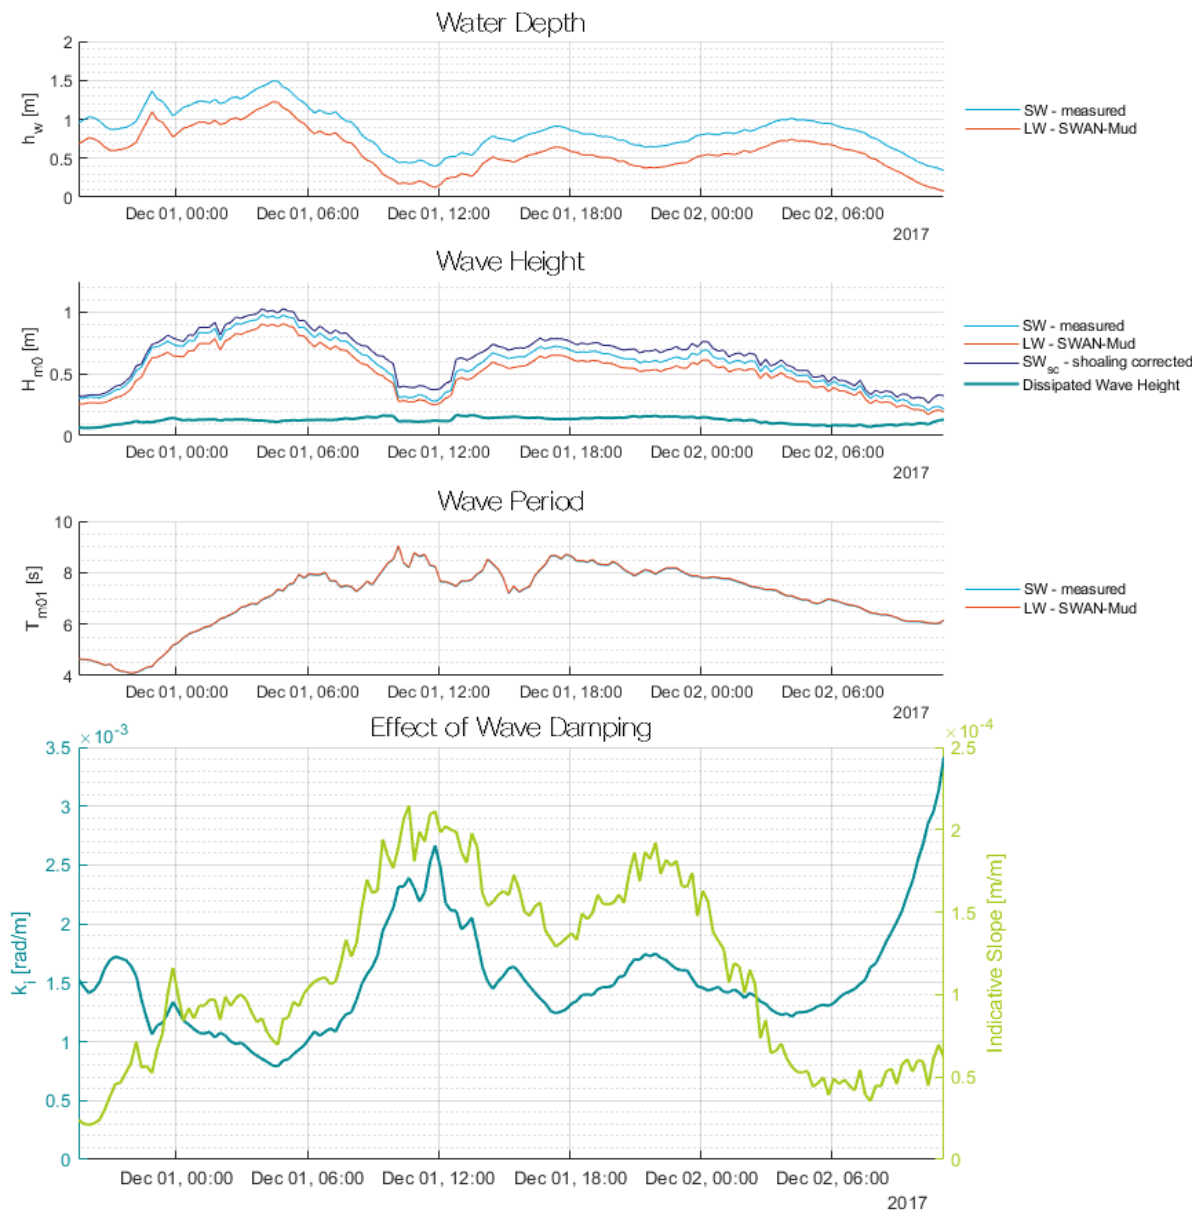 Water Depth
2
1.5
1
0.5
0
h_w [m]
Dec 01, 00:00 Dec 01, 06:00 Dec 01, 12:00 Dec 01, 18:00 Dec 02, 00:00 Dec 02, 06:00
2017
SW - measured
LW - SWAN-Mud
Wave Height
1
0.5
0
H_m0 [m]
Dec 01, 00:00 Dec 01, 06:00 Dec 01, 12:00 Dec 01, 18:00 Dec 02, 00:00 Dec 02, 06:00
2017
SW - measured
LW - SWAN-Mud
SW_sc - shoaling corrected
Dissipated Wave Height
Wave Period
10
8
6
4
T_m01 [s]
Dec 01, 00:00 Dec 01, 06:00 Dec 01, 12:00 Dec 01, 18:00 Dec 02, 00:00 Dec 02, 06:00
2017
SW - measured
LW - SWAN-Mud
Effect of Wave Damping
×10^-3
3.5
3
2.5
2
1.5
1
0.5
0
k_i [rad/m]
×10^-4
2.5
2
1.5
1
0.5
0
Indicative Slope [m/m]
Dec 01, 00:00 Dec 01, 06:00 Dec 01, 12:00 Dec 01, 18:00 Dec 02, 00:00 Dec 02, 06:00
2017